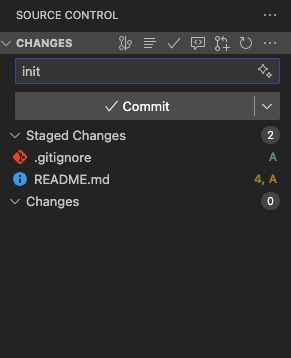 SOURCE CONTROL
CHANGES
init
Commit
Staged Changes 2
.gitignore A
README.md 4, A
Changes 0